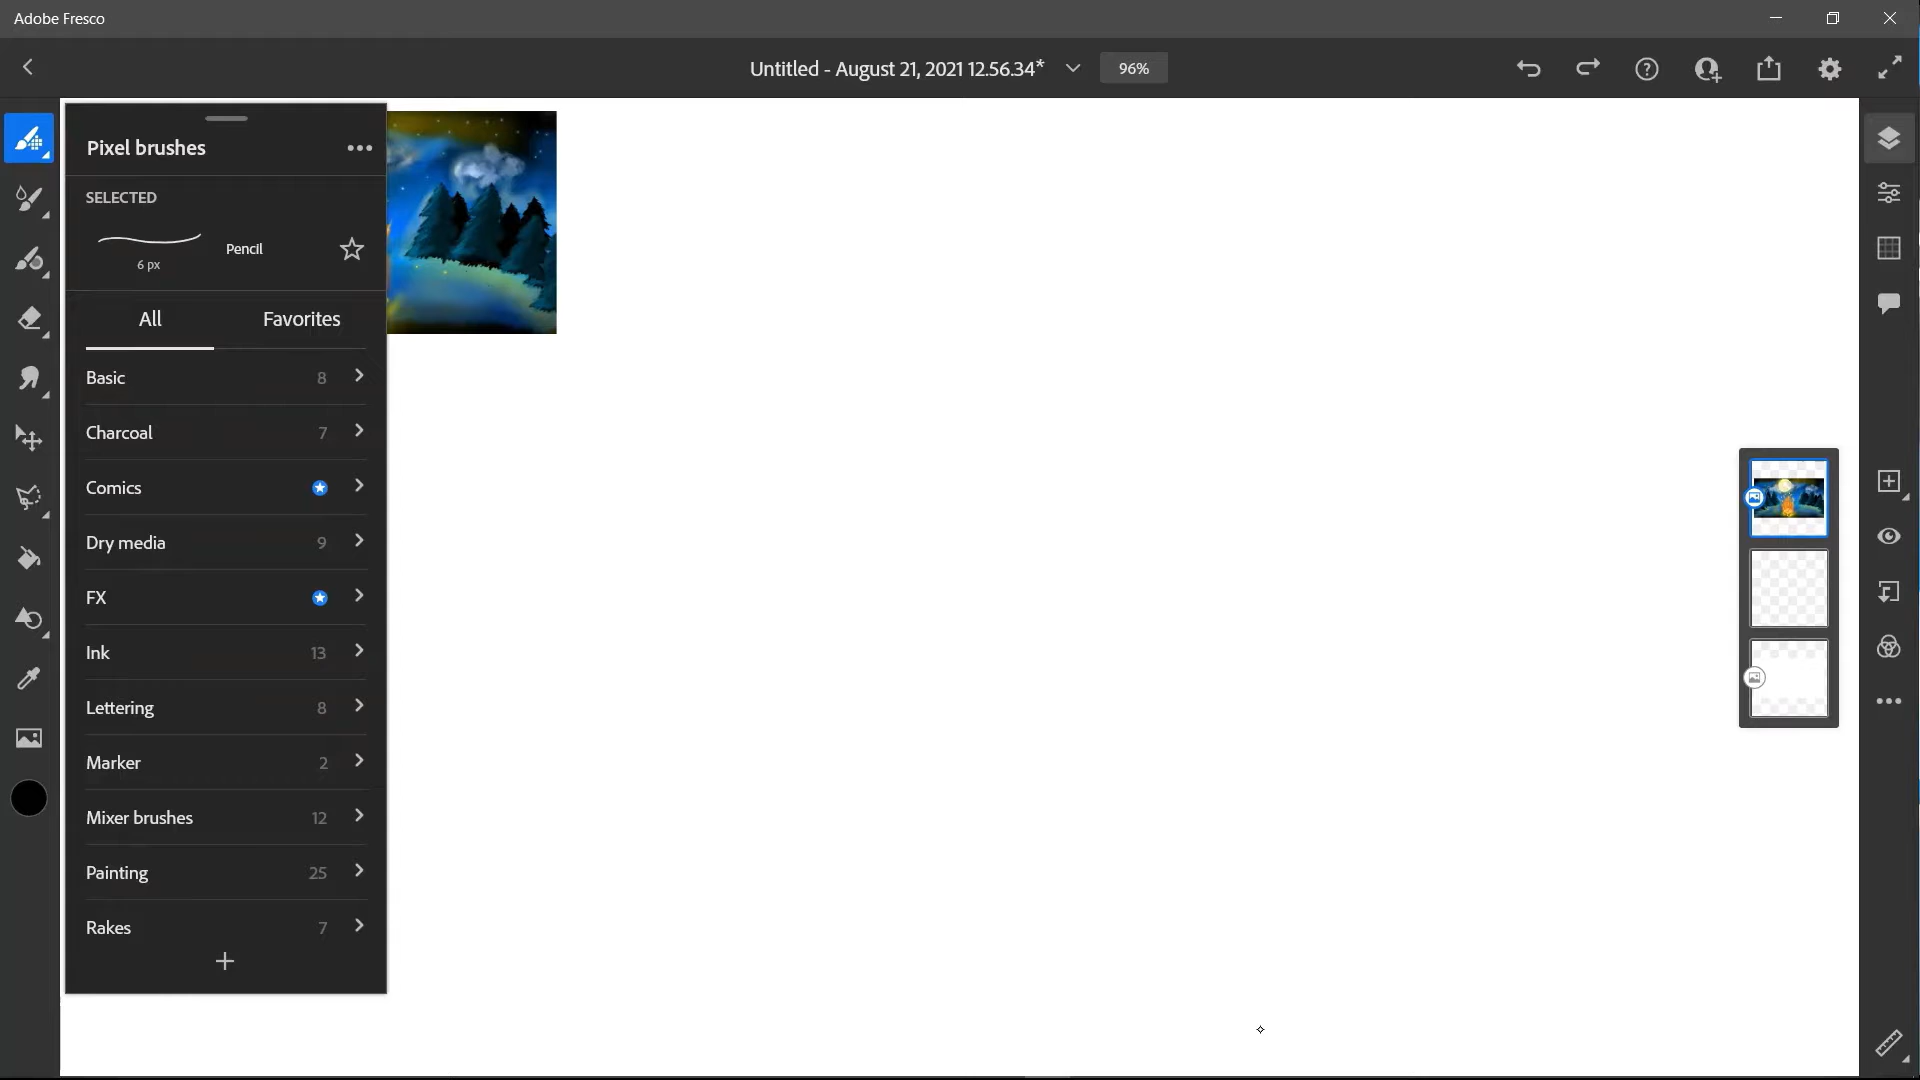 Adobe Fresco
Untitled - August 21, 2021 12.56.34*
96%
Pixel brushes
SELECTED
6 px
Pencil
All
Favorites
Basic 8
Charcoal 7
Comics
Dry media 9
FX
Ink 13
Lettering 8
Marker 2
Mixer brushes 12
Painting 25
Rakes 7